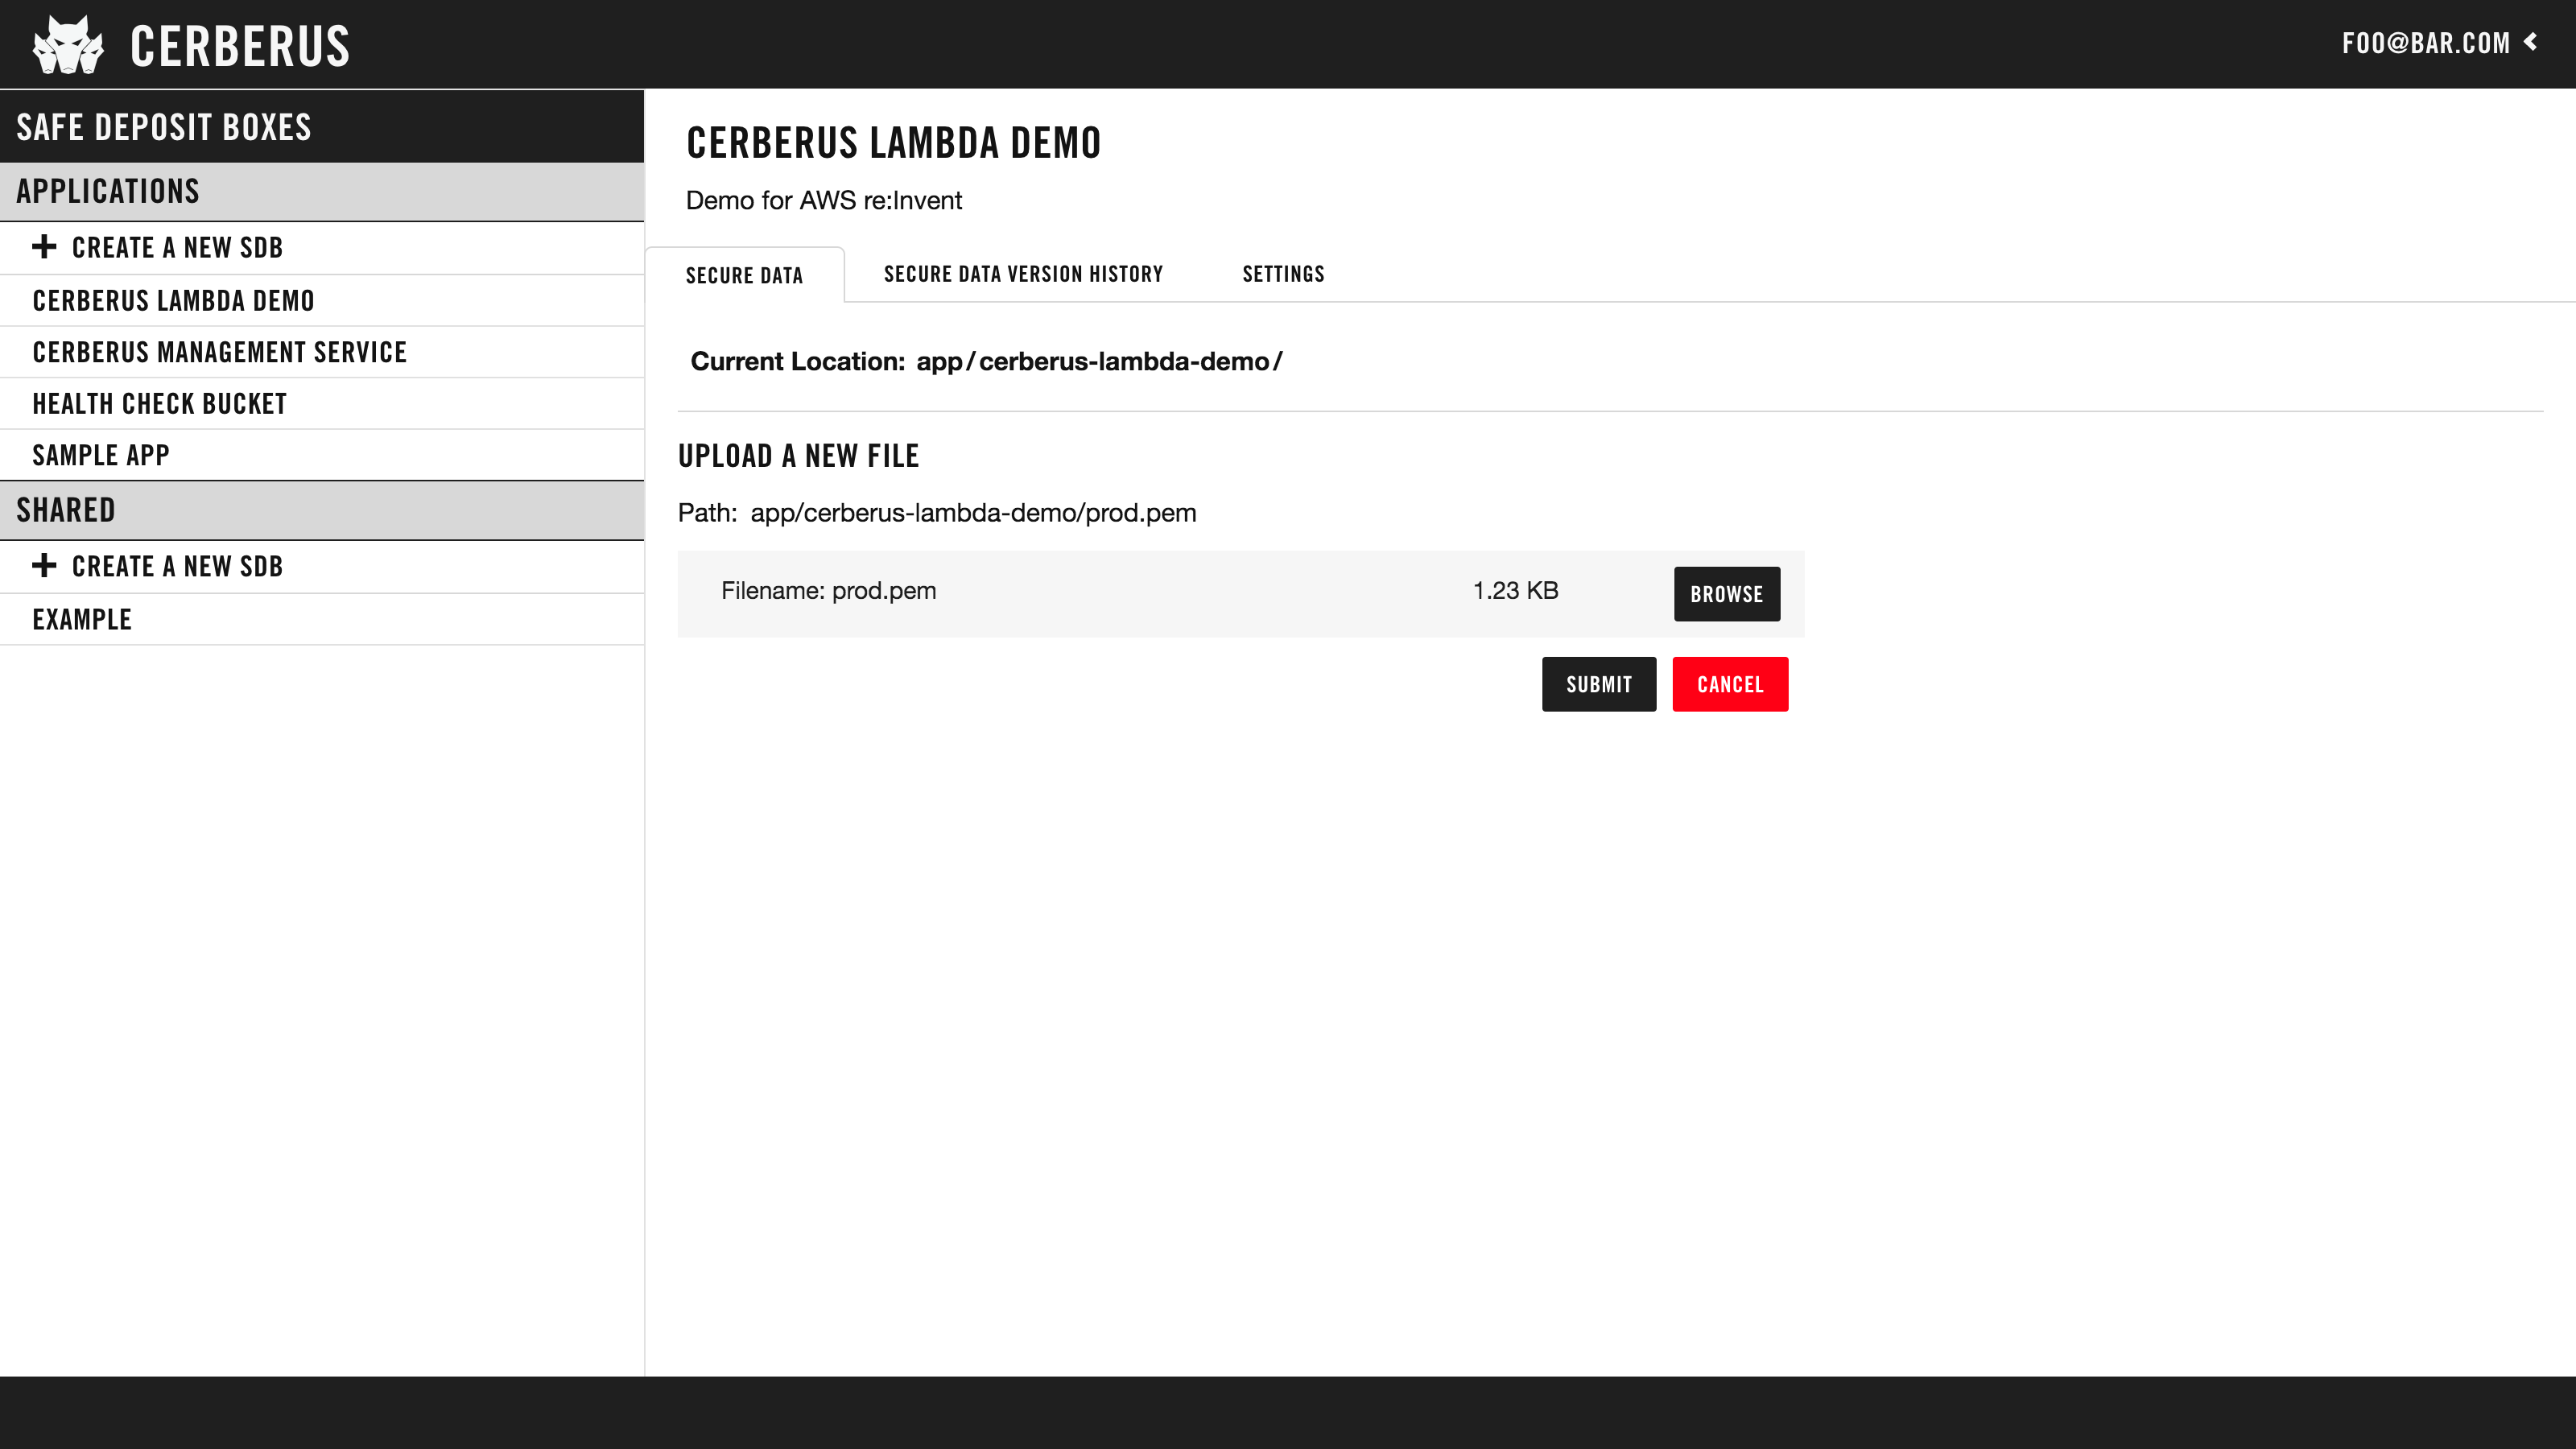 CERBERUS
FOO@BAR.COM
SAFE DEPOSIT BOXES
APPLICATIONS
CREATE A NEW SDB
CERBERUS LAMBDA DEMO
CERBERUS MANAGEMENT SERVICE
HEALTH CHECK BUCKET
SAMPLE APP
SHARED
CREATE A NEW SDB
EXAMPLE
CERBERUS LAMBDA DEMO
Demo for AWS re:Invent
SECURE DATA SECURE DATA VERSION HISTORY SETTINGS
Current Location: app/cerberus-lambda-demo/
UPLOAD A NEW FILE
Path: app/cerberus-lambda-demo/prod.pem
Filename: prod.pem 1.23 KB BROWSE
SUBMIT CANCEL